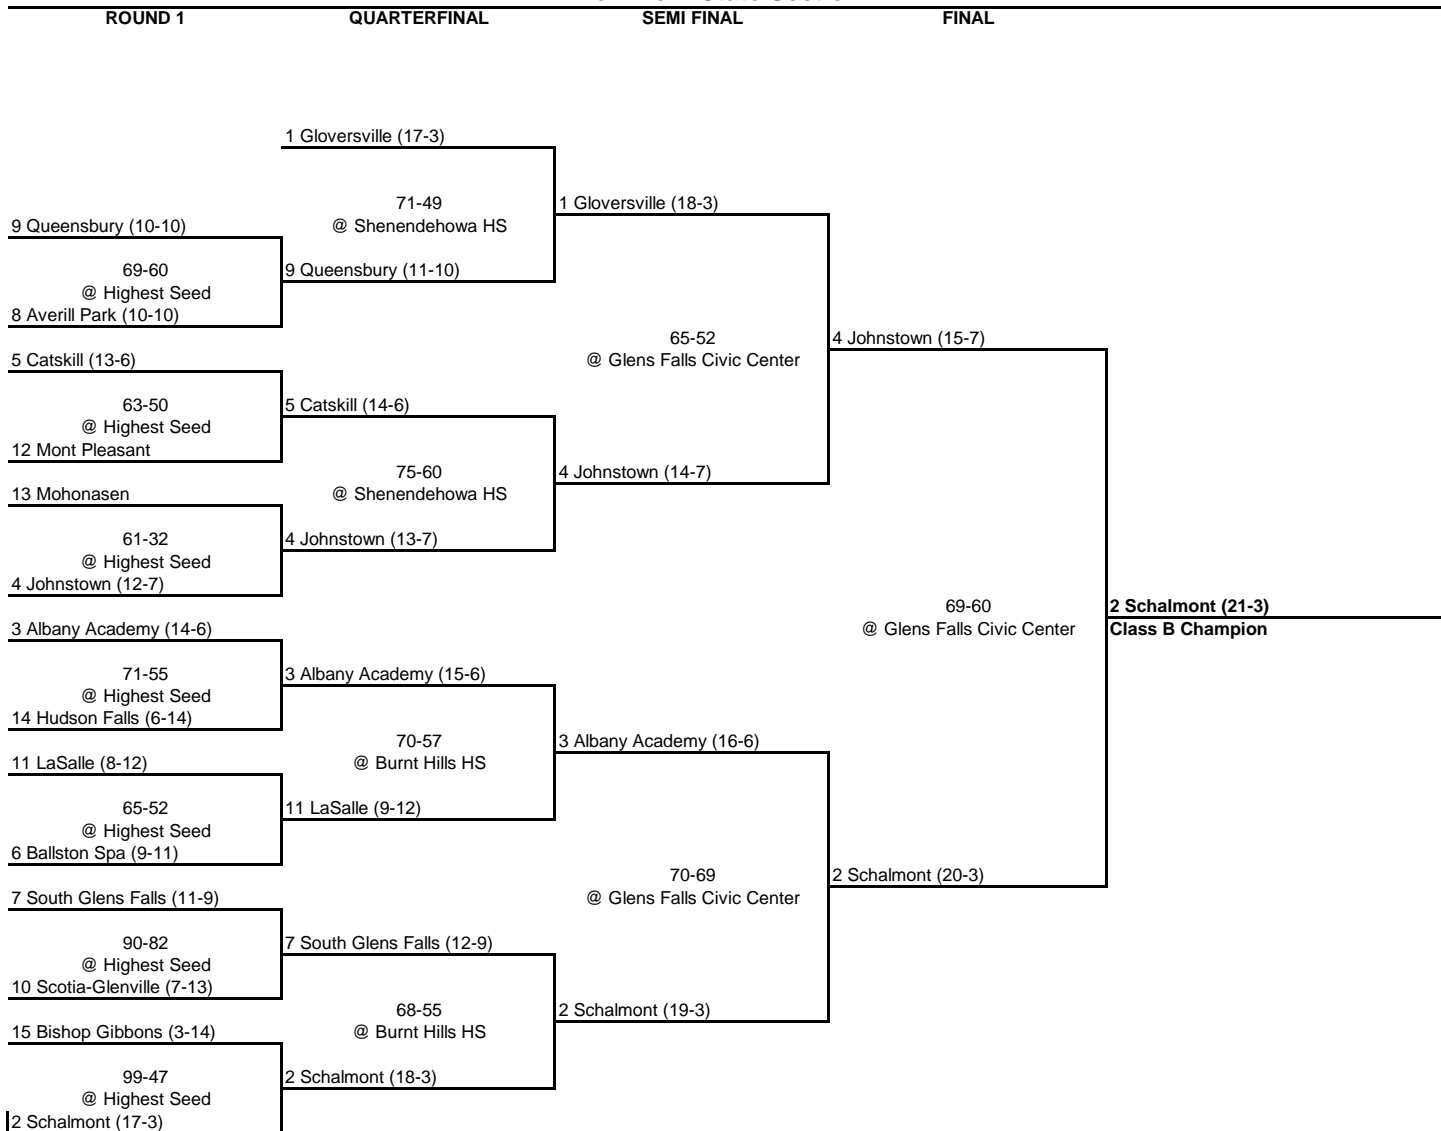 ROUND 1
QUARTERFINAL
SEMI FINAL
FINAL
1 Gloversville (17-3)
71-49
@ Shenendehowa HS
1 Gloversville (18-3)
9 Queensbury (10-10)
69-60
@ Highest Seed
9 Queensbury (11-10)
8 Averill Park (10-10)
65-52
@ Glens Falls Civic Center
4 Johnstown (15-7)
5 Catskill (13-6)
63-50
@ Highest Seed
5 Catskill (14-6)
12 Mont Pleasant
75-60
@ Shenendehowa HS
4 Johnstown (14-7)
13 Mohonasen
61-32
@ Highest Seed
4 Johnstown (13-7)
4 Johnstown (12-7)
69-60
@ Glens Falls Civic Center
2 Schalmont (21-3)
Class B Champion
3 Albany Academy (14-6)
71-55
@ Highest Seed
3 Albany Academy (15-6)
14 Hudson Falls (6-14)
70-57
@ Burnt Hills HS
3 Albany Academy (16-6)
11 LaSalle (8-12)
65-52
@ Highest Seed
11 LaSalle (9-12)
6 Ballston Spa (9-11)
70-69
@ Glens Falls Civic Center
2 Schalmont (20-3)
7 South Glens Falls (11-9)
90-82
@ Highest Seed
7 South Glens Falls (12-9)
10 Scotia-Glenville (7-13)
68-55
@ Burnt Hills HS
2 Schalmont (19-3)
15 Bishop Gibbons (3-14)
99-47
@ Highest Seed
2 Schalmont (18-3)
2 Schalmont (17-3)